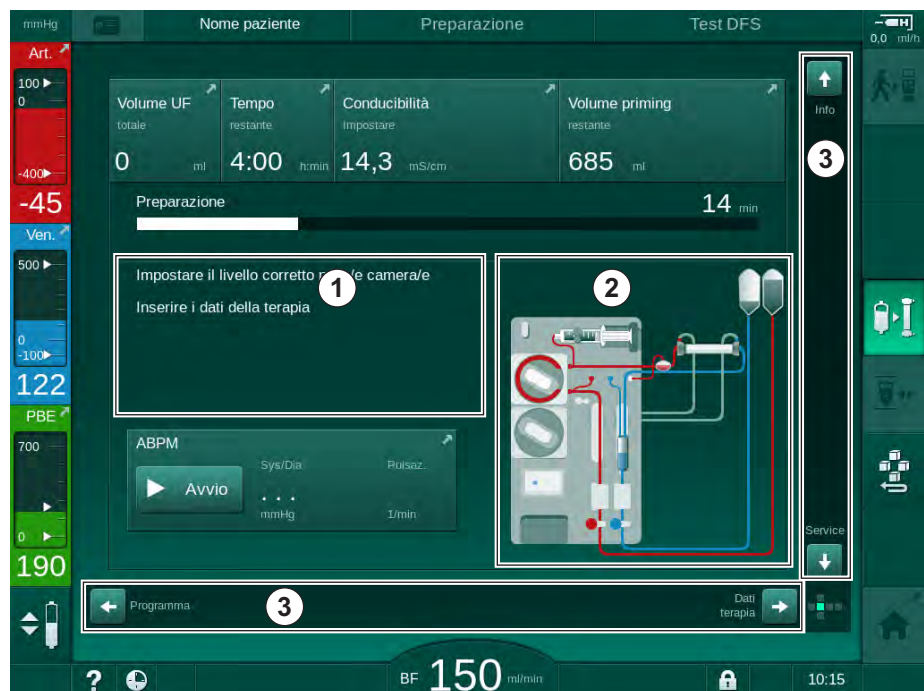 mmHg
Nome paziente
Preparazione
Test DFS
0,0 ml/h
Art.
100
0
-400
-45
Ven.
500
0
-100
122
PBE
700
0
190
Volume UF
totale
0 ml
Tempo
restante
4:00 h:min
Conducibilità
Impostare
14,3 mS/cm
Volume priming
restante
685 ml
Preparazione
14 min
Impostare il livello corretto /e camera/e
1
Inserire i dati della terapia
2
ABPM
Avvio
Sys/Dia
. . .
mmHg
Pulsaz.
1/min
Info
3
Service
Programma
3
Dati
terapia
?
BF 150 ml/min
10:15